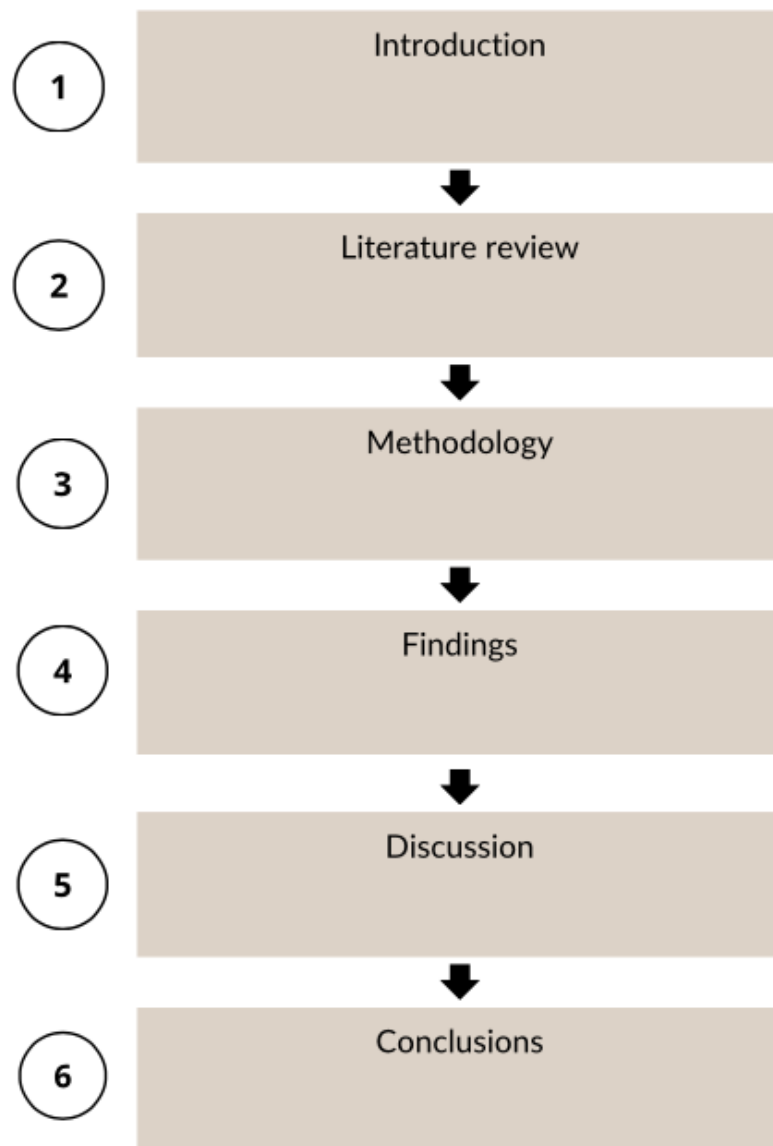 1
Introduction
2
Literature review
3
Methodology
4
Findings
5
Discussion
6
Conclusions